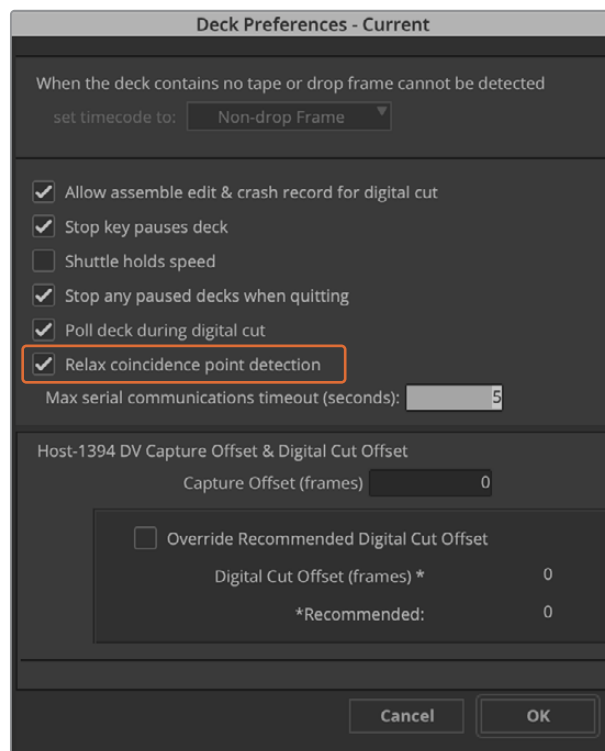 Deck Preferences - Current
When the deck contains no tape or drop frame cannot be detected
set timecode to: Non-drop Frame
Allow assemble edit & crash record for digital cut
Stop key pauses deck
Shuttle holds speed
Stop any paused decks when quitting
Poll deck during digital cut
Relax coincidence point detection
Max serial communications timeout (seconds): 5
Host-1394 DV Capture Offset & Digital Cut Offset
Capture Offset (frames) 0
Override Recommended Digital Cut Offset
Digital Cut Offset (frames) * 0
*Recommended: 0
Cancel OK